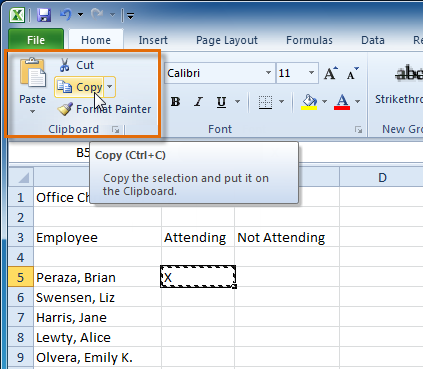 File Home Insert Page Layout Formulas
Cut
Copy
Format Painter
Paste
Clipboard
Calibri 11
B I U
Font
abc
Strikethro
New Gro
B5
Copy (Ctrl+C)
Copy the selection and put it on
the Clipboard.
D
1 Office Ch
2
3 Employee Attending Not Attending
4
5 Peraza, Brian X
6 Swensen, Liz
7 Harris, Jane
8 Lewty, Alice
9 Olvera, Emily K.